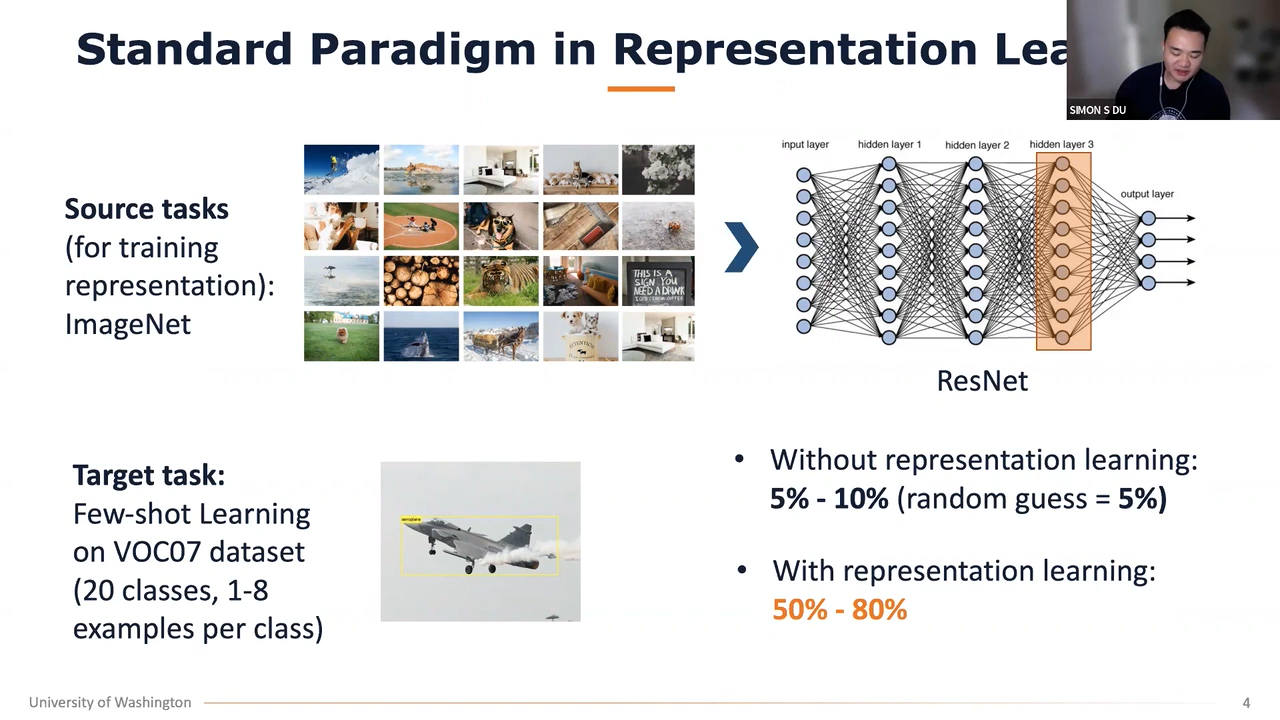 Standard Paradigm in Representation Lea
SIMON S DU
Source tasks
(for training
representation):
ImageNet
THIS IS A
SIGN YOU
NEED A DRINK
input layer
hidden layer 1
hidden layer 2
hidden layer 3
output layer
ResNet
Target task:
Few-shot Learning
on VOC07 dataset
(20 classes, 1-8
examples per class)
aeroplane
• Without representation learning:
5% - 10% (random guess = 5%)
• With representation learning:
50% - 80%
University of Washington
4